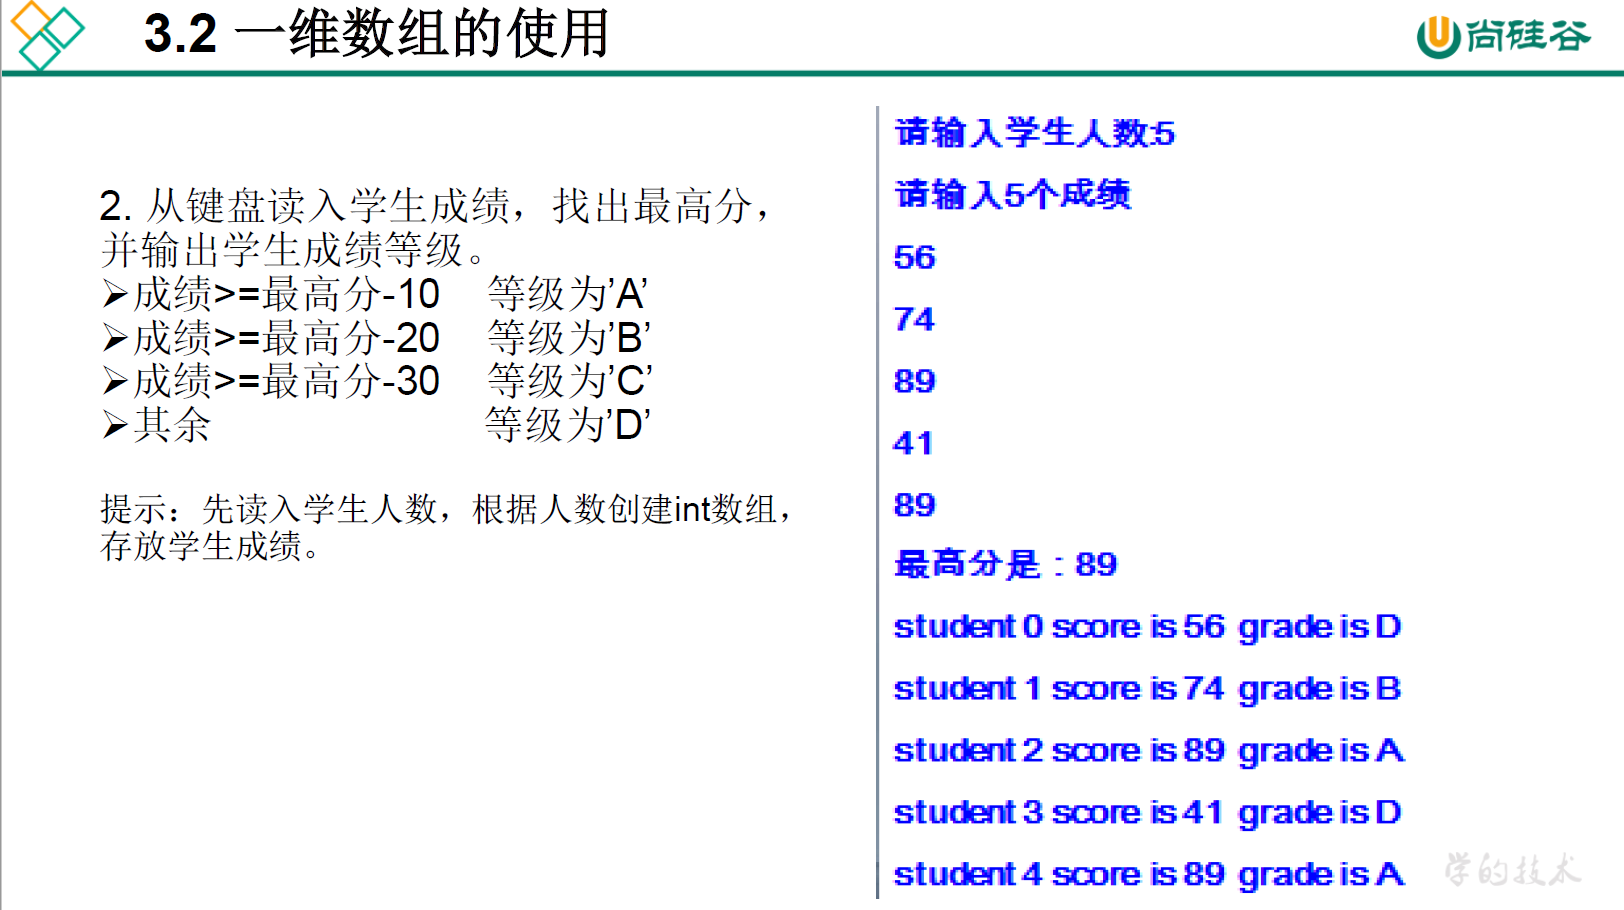 3.2 一维数组的使用
尚硅谷
2. 从键盘读入学生成绩，找出最高分，
并输出学生成绩等级。
➢成绩>=最高分-10 等级为’A’
➢成绩>=最高分-20 等级为’B’
➢成绩>=最高分-30 等级为’C’
➢其余 等级为’D’
提示：先读入学生人数，根据人数创建int数组，
存放学生成绩。
请输入学生人数:5
请输入5个成绩
56
74
89
41
89
最高分是：89
student 0 score is 56 grade is D
student 1 score is 74 grade is B
student 2 score is 89 grade is A
student 3 score is 41 grade is D
student 4 score is 89 grade is A
学的技术